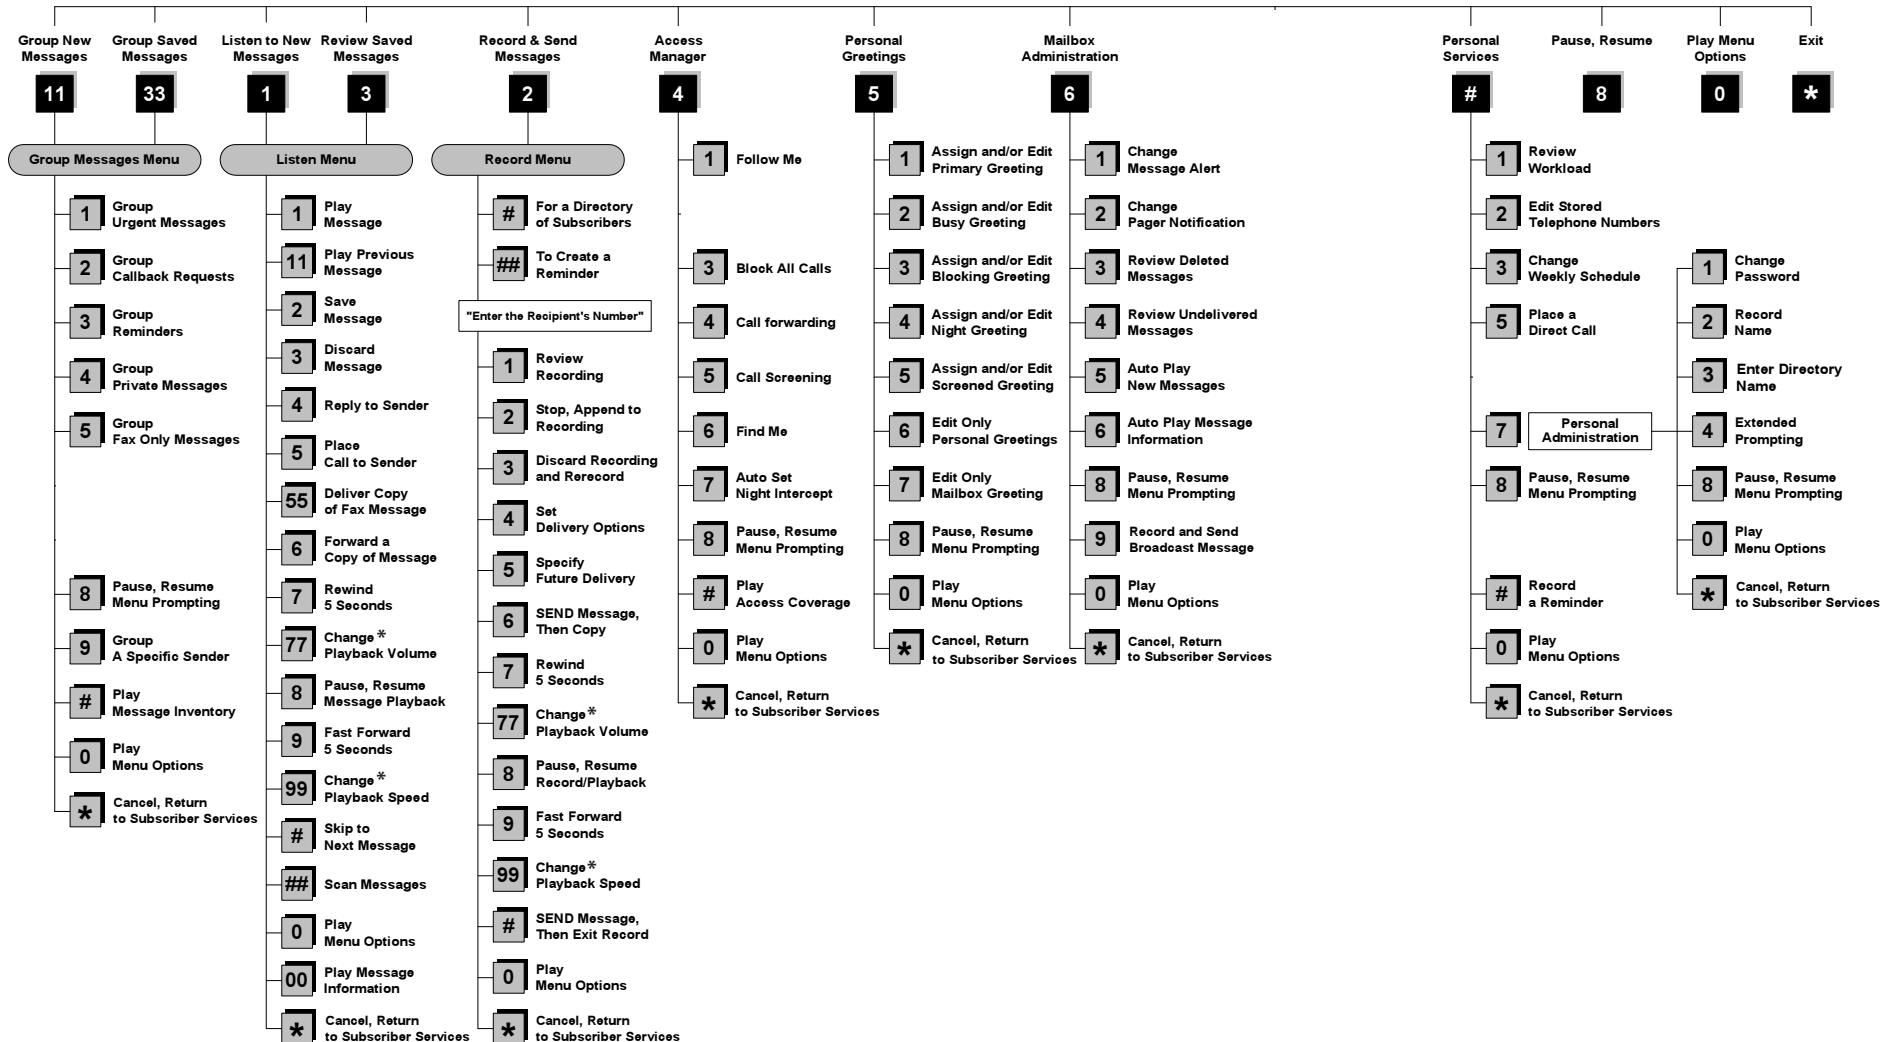 Group New
Messages
11
Group Saved
Messages
33
Listen to New
Messages
1
Review Saved
Messages
3
Record & Send
Messages
2
Access
Manager
4
Personal
Greetings
5
Mailbox
Administration
6
Personal
Services
#
Pause, Resume
8
Play Menu
Options
0
Exit
*
Group Messages Menu
1
Group
Urgent Messages
2
Group
Callback Requests
3
Group
Reminders
4
Group
Private Messages
5
Group
Fax Only Messages
8
Pause, Resume
Menu Prompting
9
Group
A Specific Sender
#
Play
Message Inventory
0
Play
Menu Options
*
Cancel, Return
to Subscriber Services
Listen Menu
1
Play
Message
11
Play Previous
Message
2
Save
Message
3
Discard
Message
4
Reply to Sender
5
Place
Call to Sender
55
Deliver Copy
of Fax Message
6
Forward a
Copy of Message
7
Rewind
5 Seconds
77
Change*
Playback Volume
8
Pause, Resume
Message Playback
9
Fast Forward
5 Seconds
99
Change*
Playback Speed
#
Skip to
Next Message
##
Scan Messages
0
Play
Menu Options
00
Play Message
Information
*
Cancel, Return
to Subscriber Services
Record Menu
#
For a Directory
of Subscribers
##
To Create a
Reminder
"Enter the Recipient's Number"
1
Review
Recording
2
Stop, Append to
Recording
3
Discard Recording
and Rerecord
4
Set
Delivery Options
5
Specify
Future Delivery
6
SEND Message,
Then Copy
7
Rewind
5 Seconds
77
Change*
Playback Volume
8
Pause, Resume
Record/Playback
9
Fast Forward
5 Seconds
99
Change*
Playback Speed
#
SEND Message,
Then Exit Record
0
Play
Menu Options
*
Cancel, Return
to Subscriber Services
1
Follow Me
3
Block All Calls
4
Call forwarding
5
Call Screening
6
Find Me
7
Auto Set
Night Intercept
8
Pause, Resume
Menu Prompting
#
Play
Access Coverage
0
Play
Menu Options
*
Cancel, Return
to Subscriber Services
1
Assign and/or Edit
Primary Greeting
2
Assign and/or Edit
Busy Greeting
3
Assign and/or Edit
Blocking Greeting
4
Assign and/or Edit
Night Greeting
5
Assign and/or Edit
Screened Greeting
6
Edit Only
Personal Greetings
7
Edit Only
Mailbox Greeting
8
Pause, Resume
Menu Prompting
0
Play
Menu Options
*
Cancel, Return
to Subscriber Services
1
Change
Message Alert
2
Change
Pager Notification
3
Review Deleted
Messages
4
Review Undelivered
Messages
5
Auto Play
New Messages
6
Auto Play Message
Information
8
Pause, Resume
Menu Prompting
9
Record and Send
Broadcast Message
0
Play
Menu Options
*
Cancel, Return
to Subscriber Services
1
Review
Workload
2
Edit Stored
Telephone Numbers
3
Change
Weekly Schedule
5
Place a
Direct Call
7
Personal
Administration
8
Pause, Resume
Menu Prompting
#
Record
a Reminder
0
Play
Menu Options
*
Cancel, Return
to Subscriber Services
1
Change
Password
2
Record
Name
3
Enter Directory
Name
4
Extended
Prompting
8
Pause, Resume
Menu Prompting
0
Play
Menu Options
*
Cancel, Return
to Subscriber Services